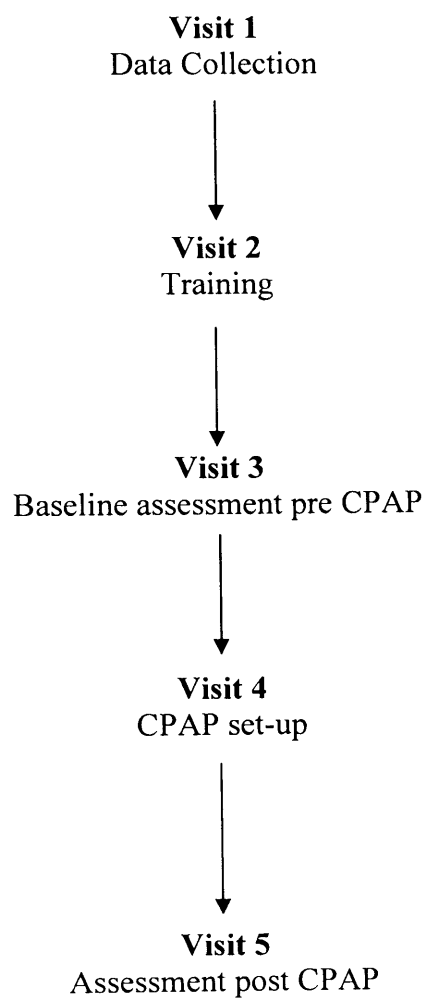 Visit 1
Data Collection
Visit 2
Training
Visit 3
Baseline assessment pre CPAP
Visit 4
CPAP set-up
Visit 5
Assessment post CPAP